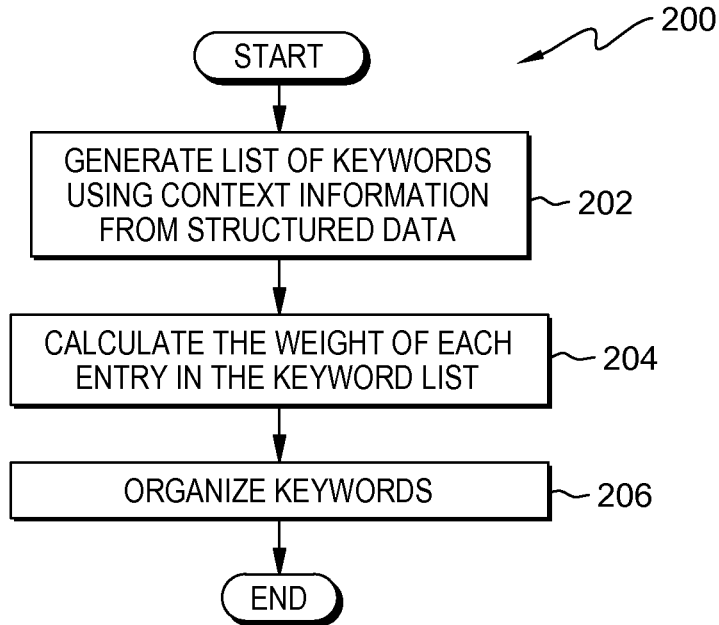 200
START
GENERATE LIST OF KEYWORDS
USING CONTEXT INFORMATION
FROM STRUCTURED DATA
202
CALCULATE THE WEIGHT OF EACH
ENTRY IN THE KEYWORD LIST
204
ORGANIZE KEYWORDS
206
END